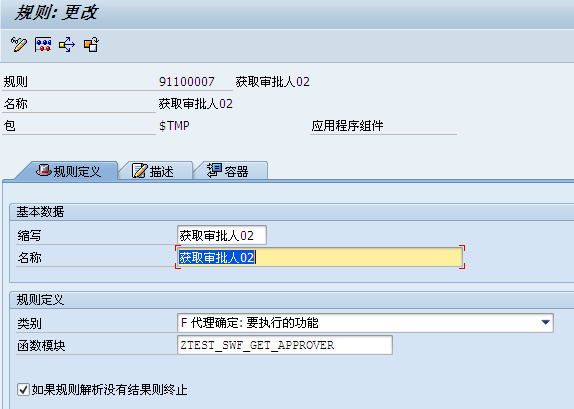 规则: 更改
规则 91100007 获取审批人02
名称 获取审批人02
包 $TMP 应用程序组件
规则定义 描述 容器
基本数据
缩写 获取审批人02
名称 获取审批人02
规则定义
类别 F 代理确定: 要执行的功能
函数模块 ZTEST_SWF_GET_APPROVER
如果规则解析没有结果则终止